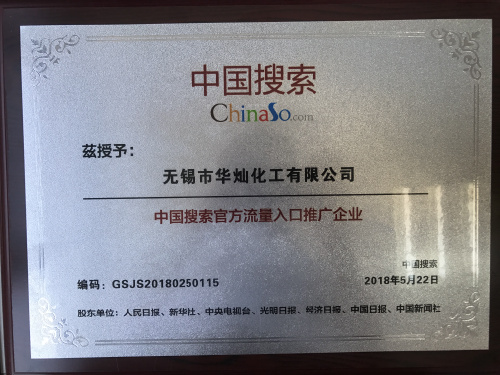 中国搜索
ChinaSo.com
兹授予：
无锡市华灿化工有限公司
中国搜索官方流量入口推广企业
中国搜索
编码：GSJS20180250115
2018年5月22日
股东单位：人民日报、新华社、中央电视台、光明日报、经济日报、中国日报、中国新闻社